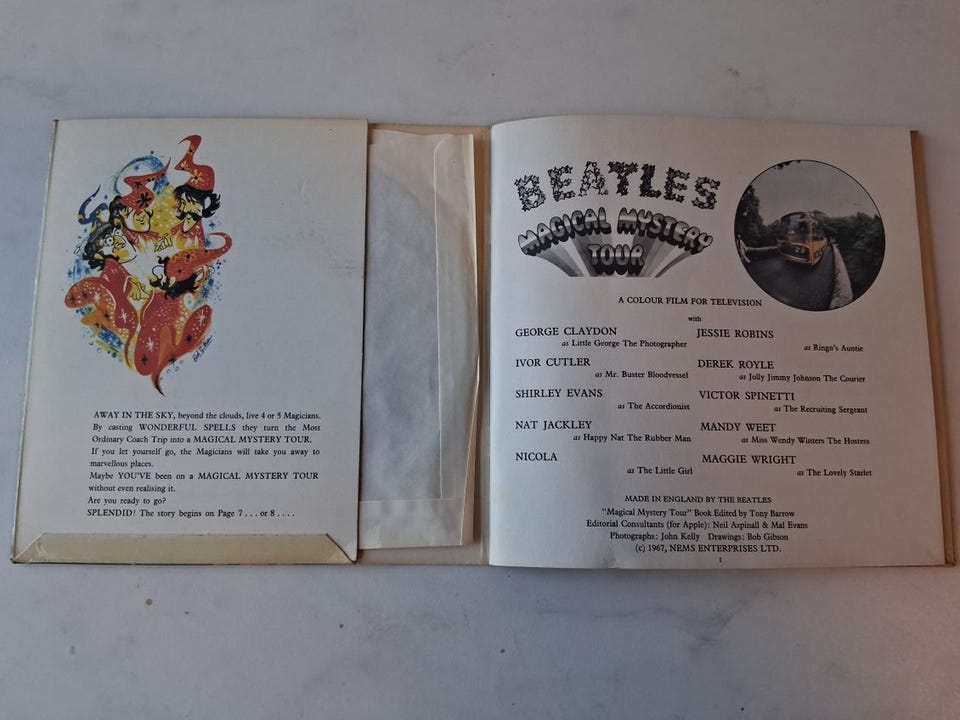 AWAY IN THE SKY, beyond the clouds, live 4 or 5 Magicians.
By casting WONDERFUL SPELLS they turn the Most
Ordinary Coach Trip into a MAGICAL MYSTERY TOUR.
If you let yourself go, the Magicians will take you away to
marvellous places.
Maybe YOU'VE been on a MAGICAL MYSTERY TOUR
without even realising it.
Are you ready to go?
SPLENDID! The story begins on Page 7 . . . or 8 . . . .
BEATLES
MAGICAL MYSTERY
TOUR
A COLOUR FILM FOR TELEVISION
with
GEORGE CLAYDON
as Little George The Photographer
JESSIE ROBINS
as Ringo's Auntie
IVOR CUTLER
as Mr. Buster Bloodvessel
DEREK ROYLE
as Jolly Jimmy Johnson The Courier
SHIRLEY EVANS
as The Accordionist
VICTOR SPINETTI
as The Recruiting Sergeant
NAT JACKLEY
as Happy Nat The Rubber Man
MANDY WEET
as Miss Wendy Winters The Hostess
NICOLA
as The Little Girl
MAGGIE WRIGHT
as The Lovely Starlet
MADE IN ENGLAND BY THE BEATLES
"Magical Mystery Tour" Book Edited by Tony Barrow
Editorial Consultants (for Apple): Neil Aspinall & Mal Evans
Photographs: John Kelly Drawings: Bob Gibson
(c) 1967, NEMS ENTERPRISES LTD.
1